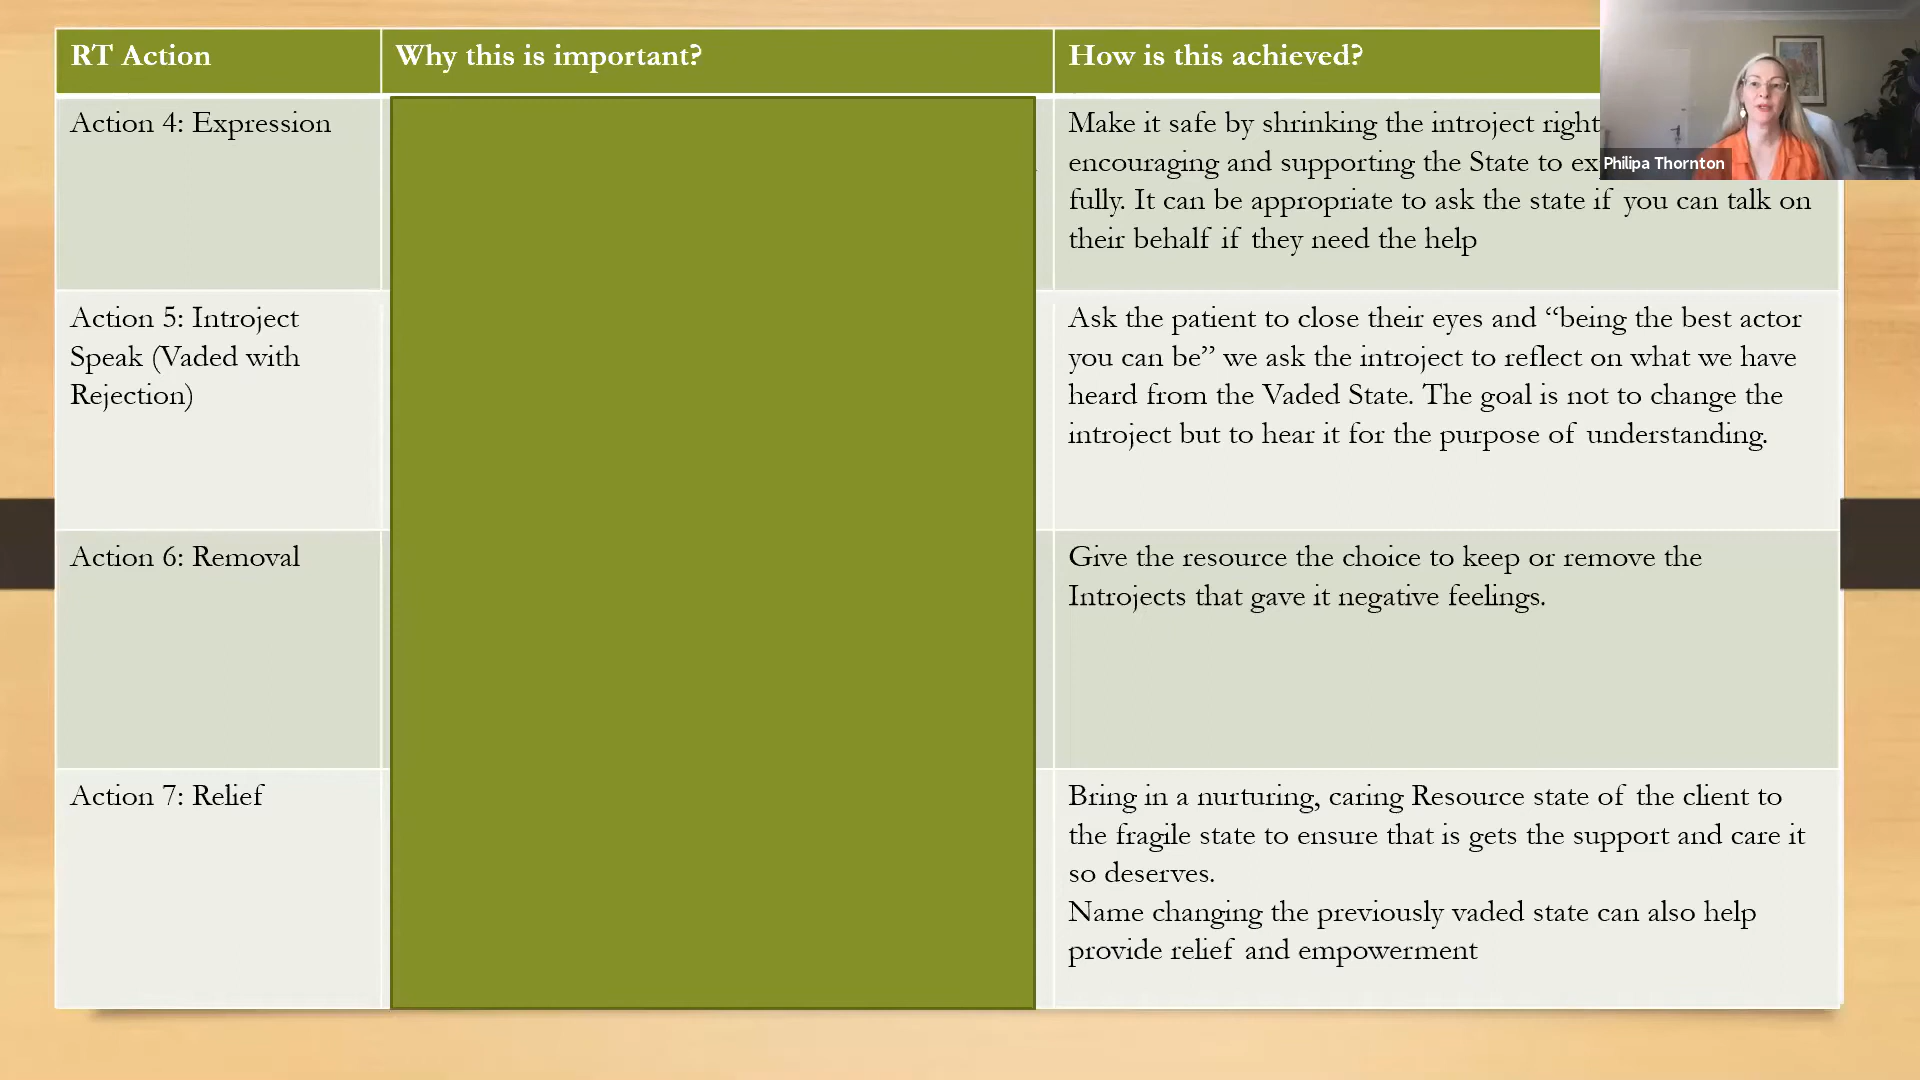 RT Action
Why this is important?
How is this achieved?
Action 4: Expression
Make it safe by shrinking the introject right
encouraging and supporting the State to ex
fully. It can be appropriate to ask the state if you can talk on
their behalf if they need the help
Action 5: Introject
Speak (Vaded with
Rejection)
Ask the patient to close their eyes and “being the best actor
you can be” we ask the introject to reflect on what we have
heard from the Vaded State. The goal is not to change the
introject but to hear it for the purpose of understanding.
Action 6: Removal
Give the resource the choice to keep or remove the
Introjects that gave it negative feelings.
Action 7: Relief
Bring in a nurturing, caring Resource state of the client to
the fragile state to ensure that is gets the support and care it
so deserves.
Name changing the previously vaded state can also help
provide relief and empowerment
Philipa Thornton